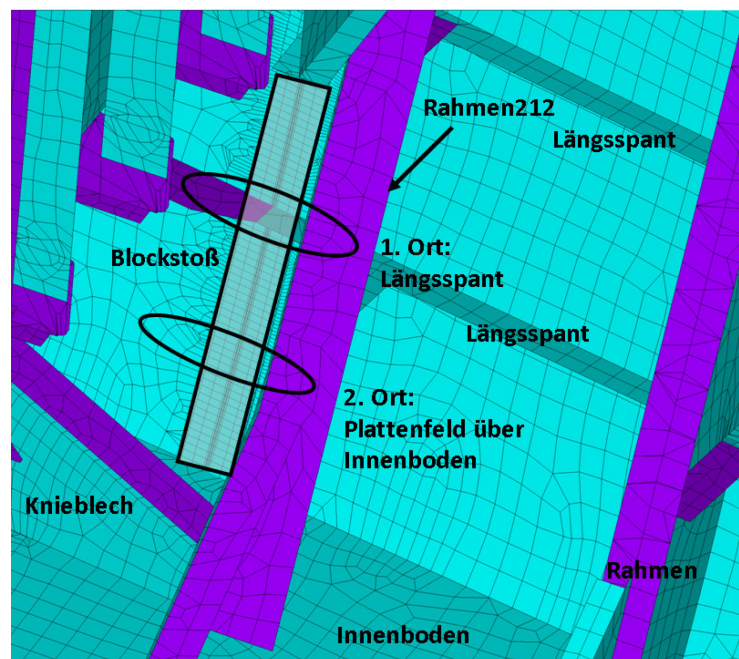 Rahmen212
Längsspant
Blockstoß
1. Ort:
Längsspant
Längsspant
2. Ort:
Plattenfeld über
Innenboden
Knieblech
Rahmen
Innenboden